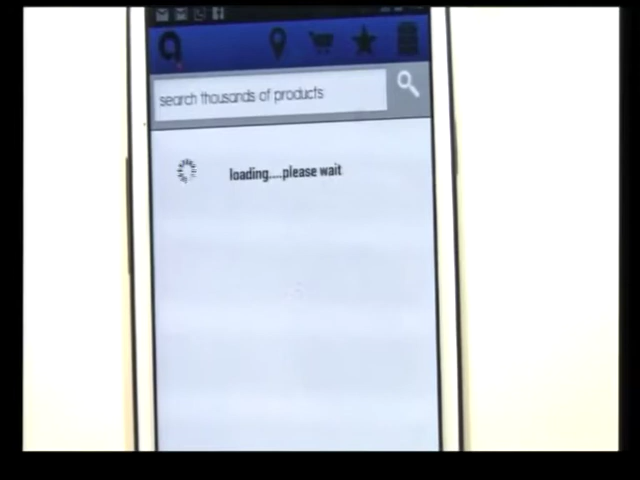 a
search thousands of products
loading....please wait